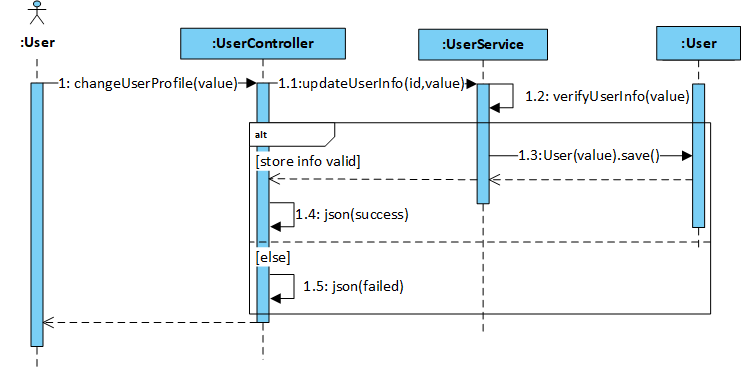 :User
:UserController
:UserService
:User
1: changeUserProfile(value)
1.1:updateUserInfo(id,value)
1.2: verifyUserInfo(value)
alt
[store info valid]
1.3:User(value).save()
1.4: json(success)
[else]
1.5: json(failed)